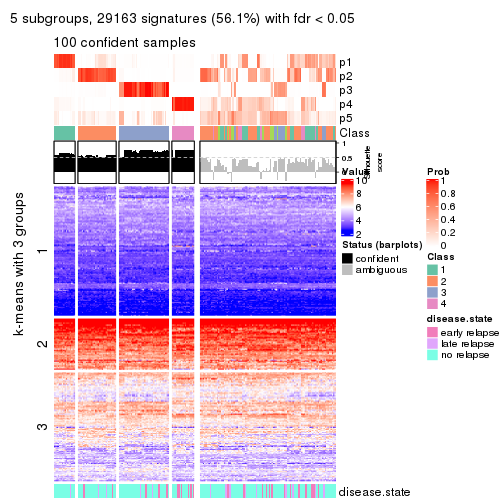 5 subgroups, 29163 signatures (56.1%) with fdr < 0.05
100 confident samples
p1
p2
p3
p4
p5
Class
1
0.5
0
Silhouette
score
k-means with 3 groups
1
2
3
Value
10
8
6
4
2
Status (barplots)
confident
ambiguous
Prob
1
0.8
0.6
0.4
0.2
0
Class
1
2
3
4
disease.state
early relapse
late relapse
no relapse
disease.state